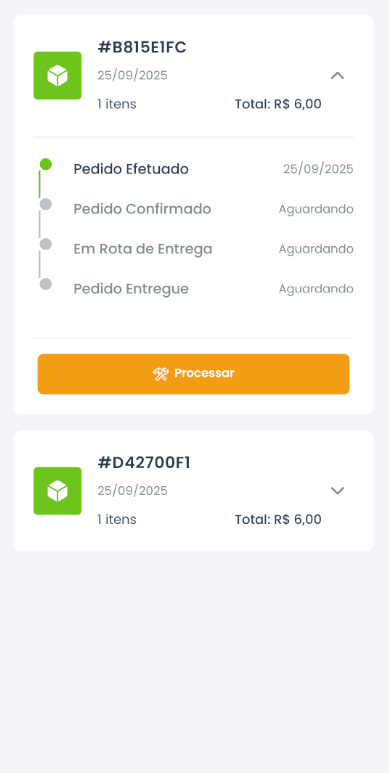 #B815E1FC
25/09/2025
1 itens Total: R$ 6,00
Pedido Efetuado 25/09/2025
Pedido Confirmado Aguardando
Em Rota de Entrega Aguardando
Pedido Entregue Aguardando
Processar
#D42700F1
25/09/2025
1 itens Total: R$ 6,00